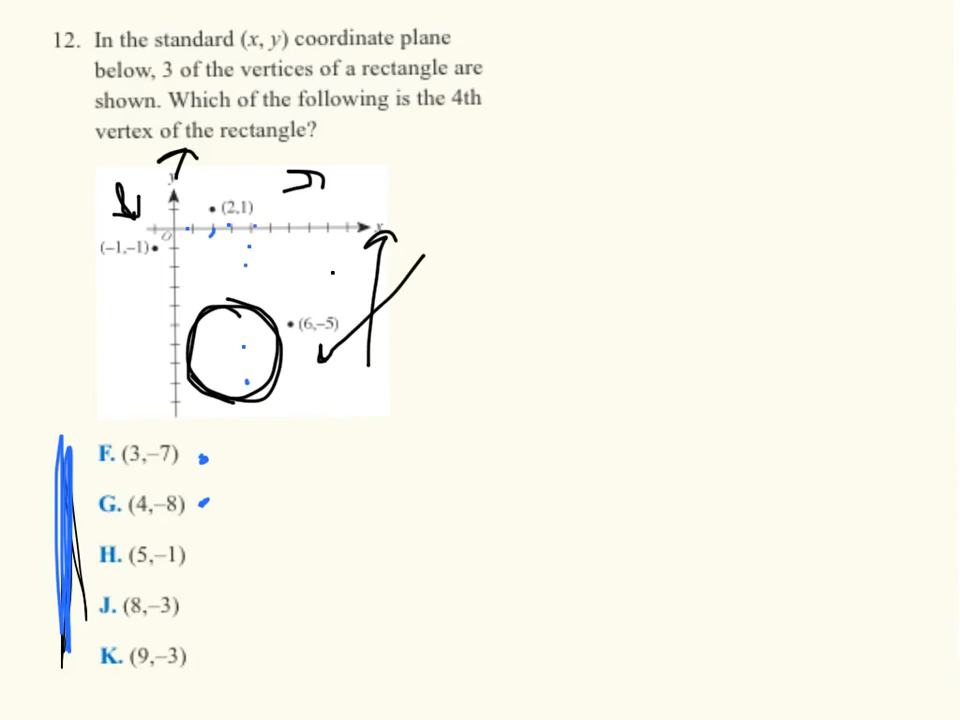 12. In the standard (x, y) coordinate plane
below, 3 of the vertices of a rectangle are
shown. Which of the following is the 4th
vertex of the rectangle?
y
(2,1)
O
x
(−1,−1)
(6,−5)
F. (3,−7)
G. (4,−8)
H. (5,−1)
J. (8,−3)
K. (9,−3)